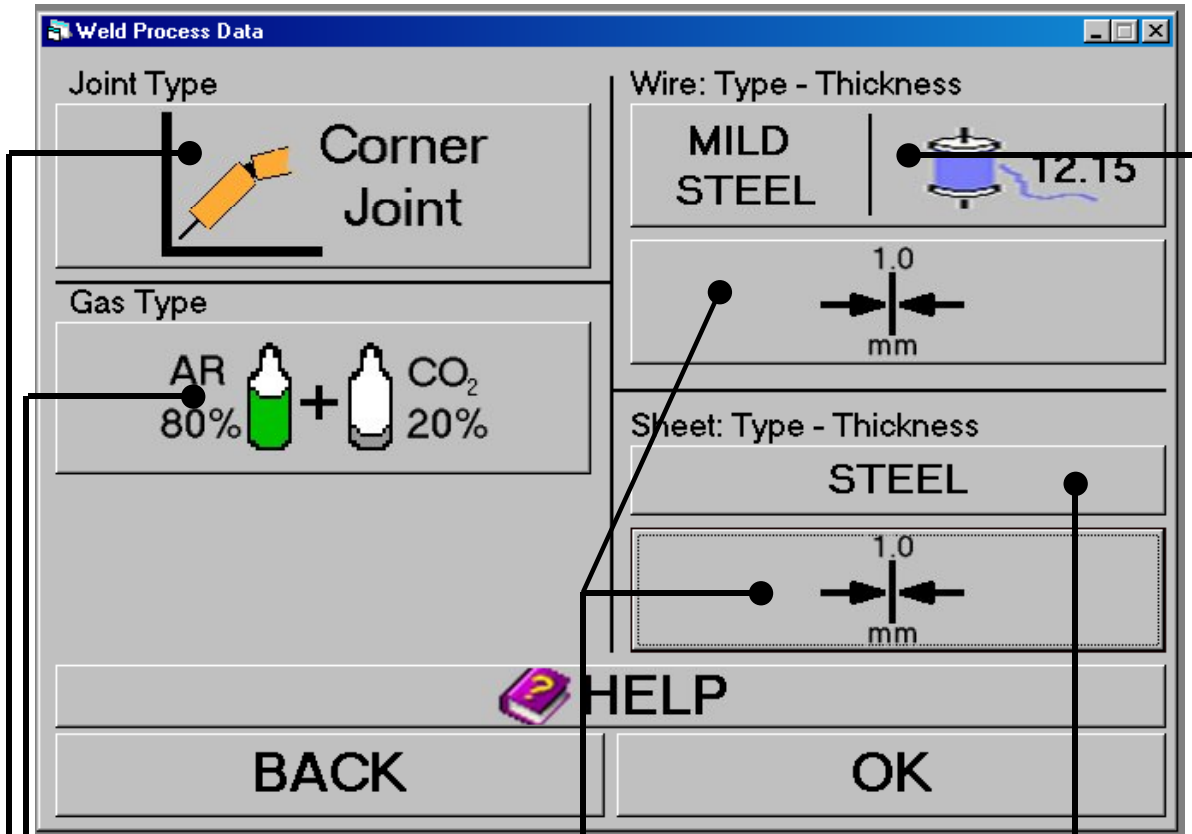 Weld Process Data
Joint Type
Corner
Joint
Gas Type
AR
80%
+
CO₂
20%
Wire: Type - Thickness
MILD
STEEL
12.15
1.0
mm
Sheet: Type - Thickness
STEEL
1.0
mm
?
HELP
BACK
OK